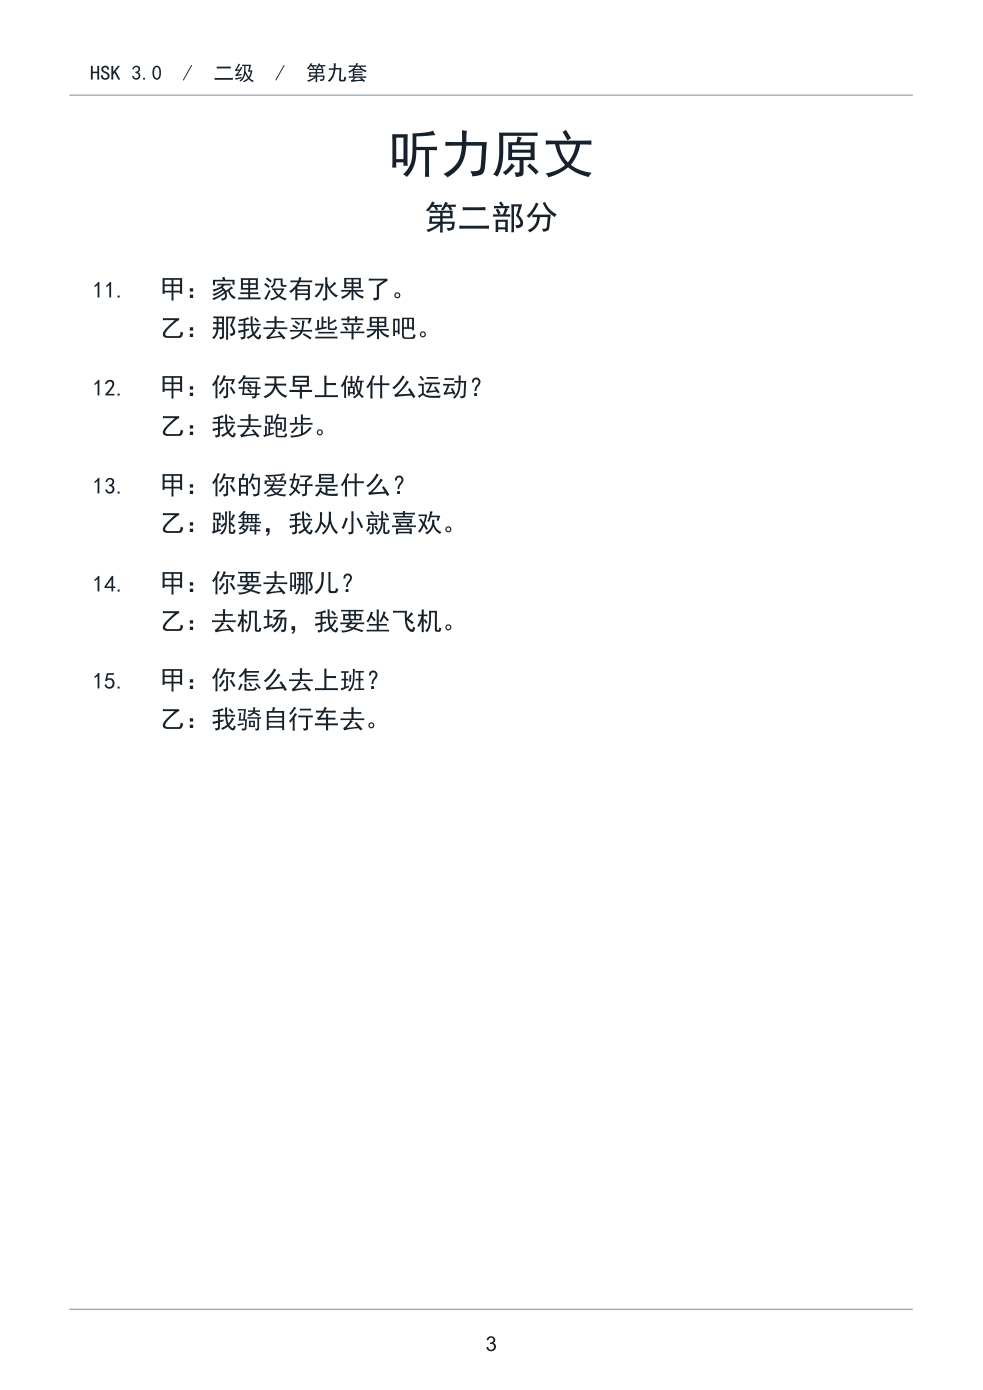 HSK 3.0 / 二级 / 第九套
听力原文
第二部分
11. 甲：家里没有水果了。
乙：那我去买些苹果吧。
12. 甲：你每天早上做什么运动？
乙：我去跑步。
13. 甲：你的爱好是什么？
乙：跳舞，我从小就喜欢。
14. 甲：你要去哪儿？
乙：去机场，我要坐飞机。
15. 甲：你怎么去上班？
乙：我骑自行车去。
3